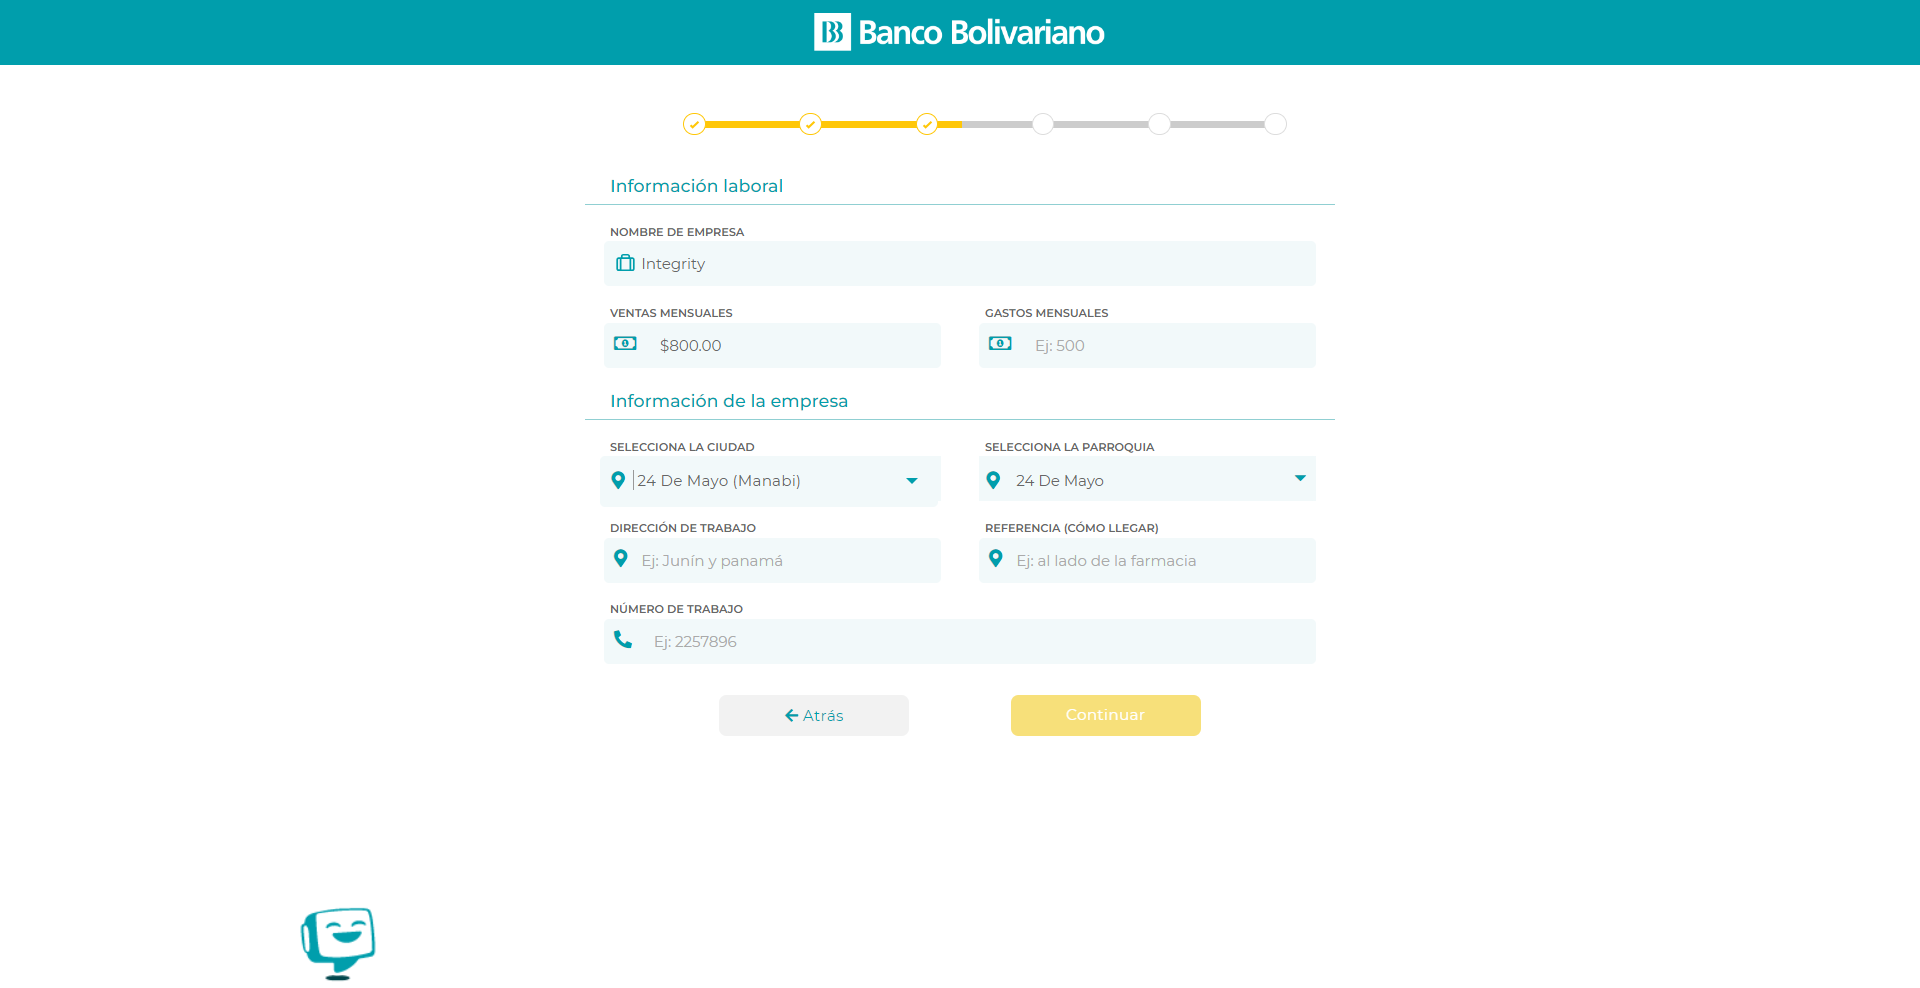 Banco Bolivariano
Información laboral
NOMBRE DE EMPRESA
Integrity
VENTAS MENSUALES
GASTOS MENSUALES
$800.00
Ej: 500
Información de la empresa
SELECCIONA LA CIUDAD
SELECCIONA LA PARROQUIA
24 De Mayo (Manabi)
24 De Mayo
DIRECCIÓN DE TRABAJO
REFERENCIA (CÓMO LLEGAR)
Ej: Junín y panamá
Ej: al lado de la farmacia
NÚMERO DE TRABAJO
Ej: 2257896
Atrás
Continuar